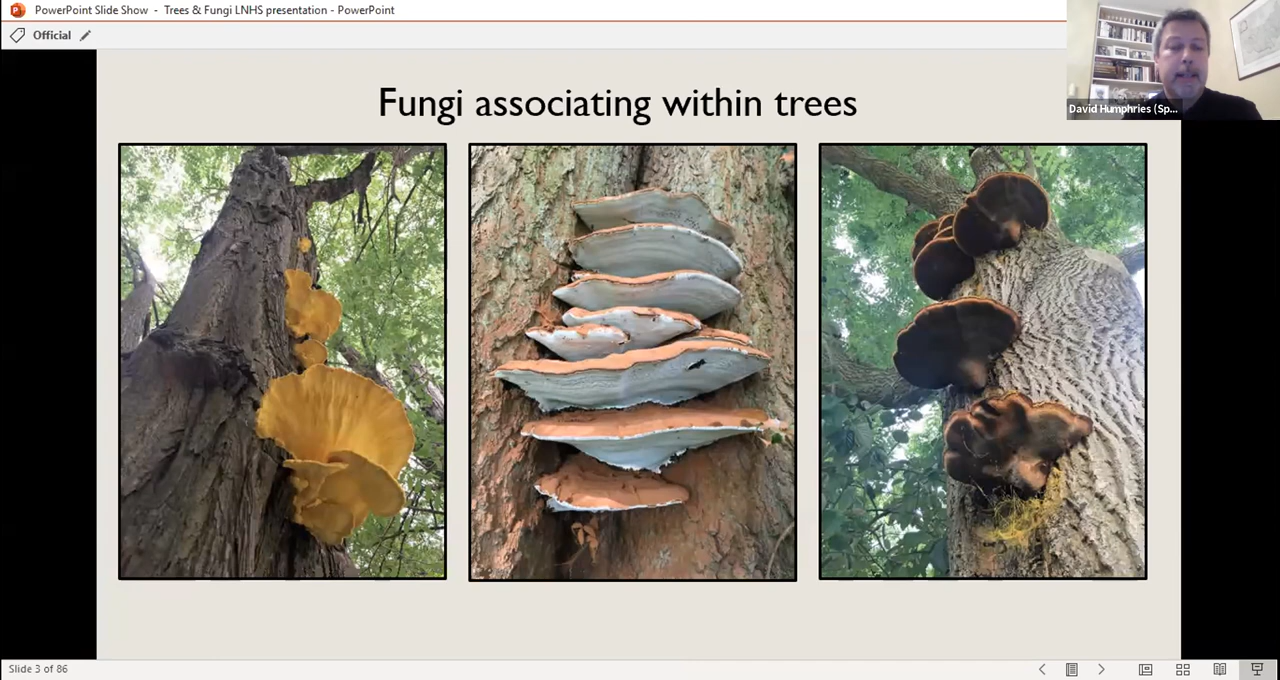 PowerPoint Slide Show - Trees & Fungi LNHS presentation - PowerPoint
Official
David Humphries (Sp...
Fungi associating within trees
Slide 3 of 86